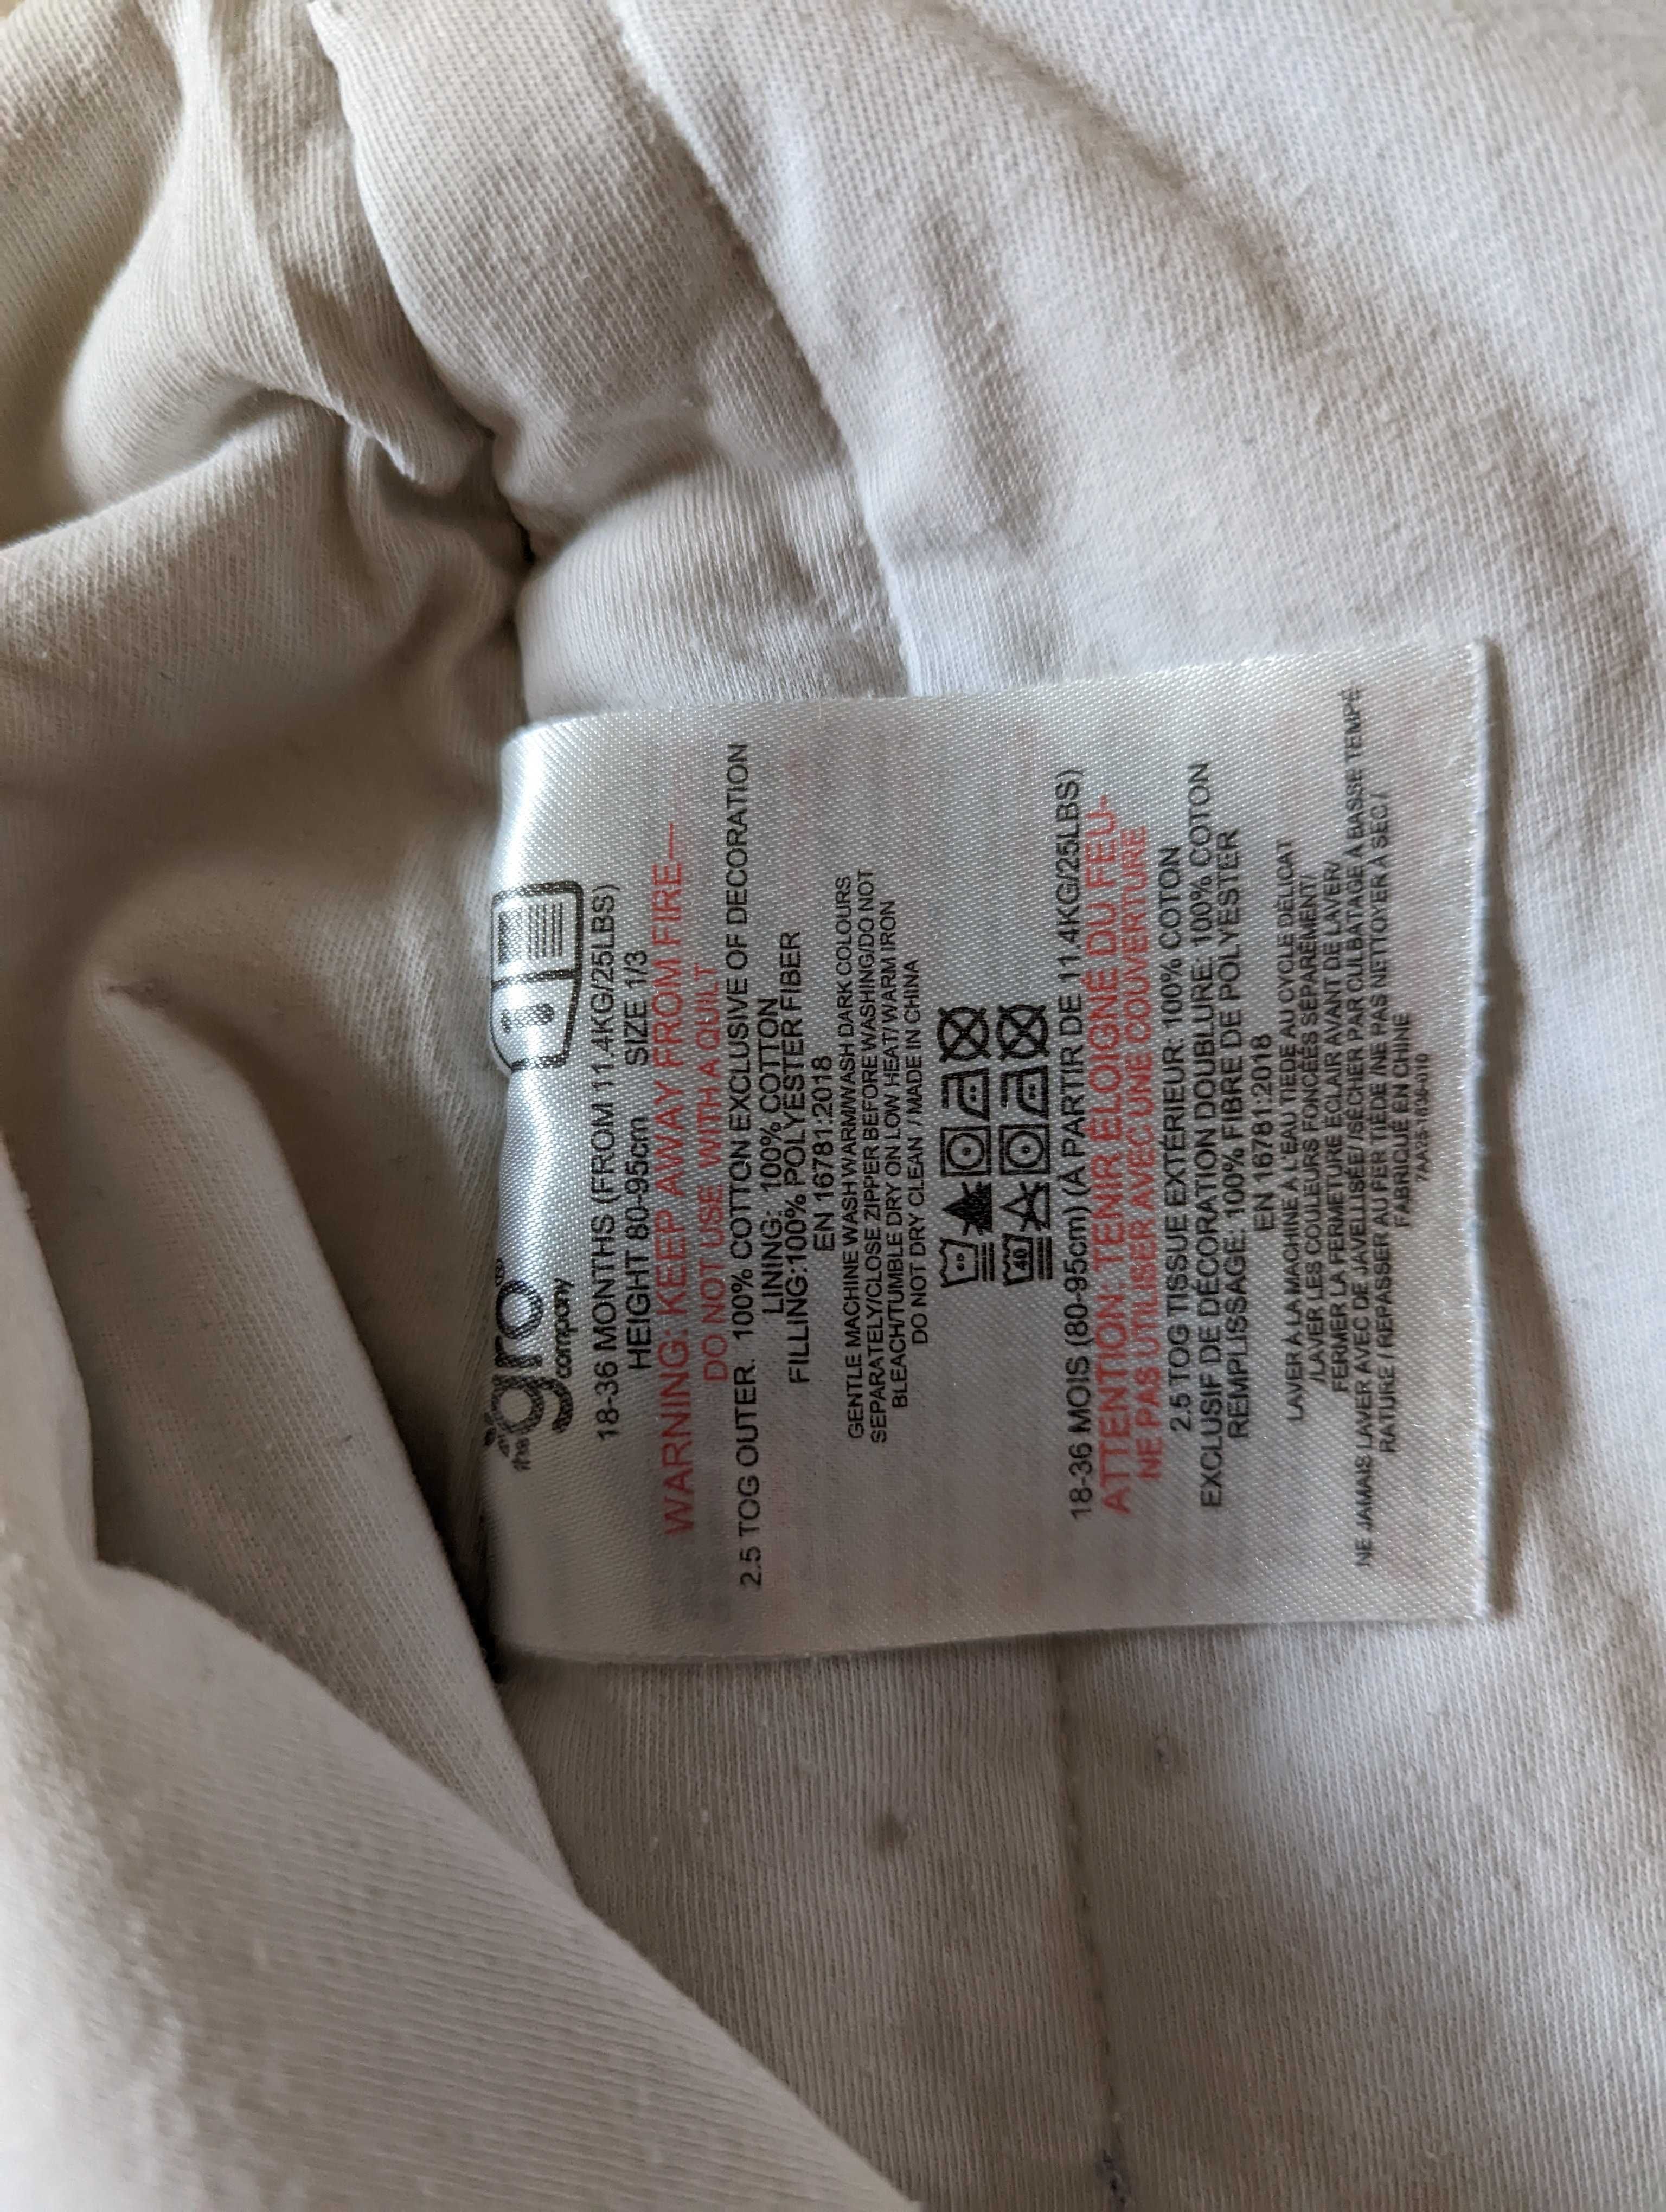 the gro® company
18-36 MONTHS (FROM 11.4KG/25LBS)
HEIGHT 80-95cm SIZE 1/3
WARNING: KEEP AWAY FROM FIRE—
DO NOT USE WITH A QUILT
2.5 TOG OUTER. 100% COTTON EXCLUSIVE OF DECORATION
LINING: 100% COTTON
FILLING:100% POLYESTER FIBER
EN 16781:2018
GENTLE MACHINE WASH WARM/WASH DARK COLOURS
SEPARATELY/CLOSE ZIPPER BEFORE WASHING/DO NOT
BLEACH/TUMBLE DRY ON LOW HEAT/ WARM IRON
DO NOT DRY CLEAN / MADE IN CHINA
40
18-36 MOIS (80-95cm) (À PARTIR DE 11.4KG/25LBS)
ATTENTION: TENIR ÉLOIGNÉ DU FEU-
NE PAS UTILISER AVEC UNE COUVERTURE
2.5 TOG TISSUE EXTÉRIEUR: 100% COTON
EXCLUSIF DE DÉCORATION DOUBLURE: 100% COTON
REMPLISSAGE: 100% FIBRE DE POLYESTER
EN 16781:2018
LAVER À LA MACHINE À L'EAU TIÈDE AU CYCLE DÉLICAT
/LAVER LES COULEURS FONCÉES SÉPARÉMENT/
FERMER LA FERMETURE ÉCLAIR AVANT DE LAVER/
NE JAMAIS LAVER AVEC DE JAVELLISÉE/ /SÉCHER PAR CULBATAGE À BASSE TEMPÉ
RATURE / REPASSER AU FER TIÈDE /NE PAS NETTOYER À SEC /
FABRIQUÉ EN CHINE
7AA25-1836-010